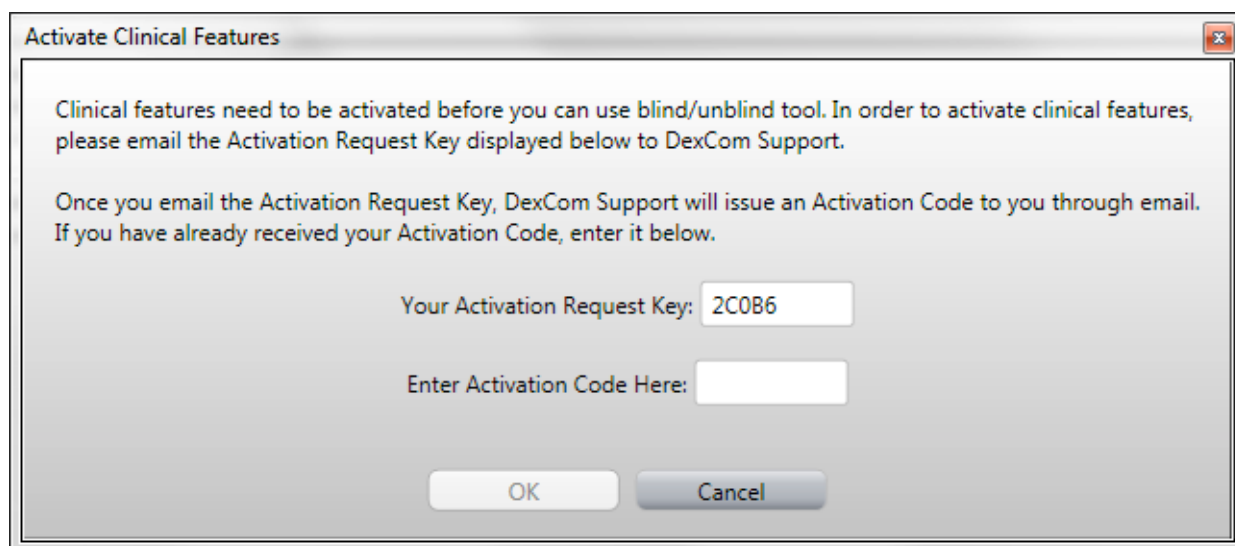 Activate Clinical Features
Clinical features need to be activated before you can use blind/unblind tool. In order to activate clinical features,
please email the Activation Request Key displayed below to DexCom Support.
Once you email the Activation Request Key, DexCom Support will issue an Activation Code to you through email.
If you have already received your Activation Code, enter it below.
Your Activation Request Key: 2C0B6
Enter Activation Code Here:
OK Cancel